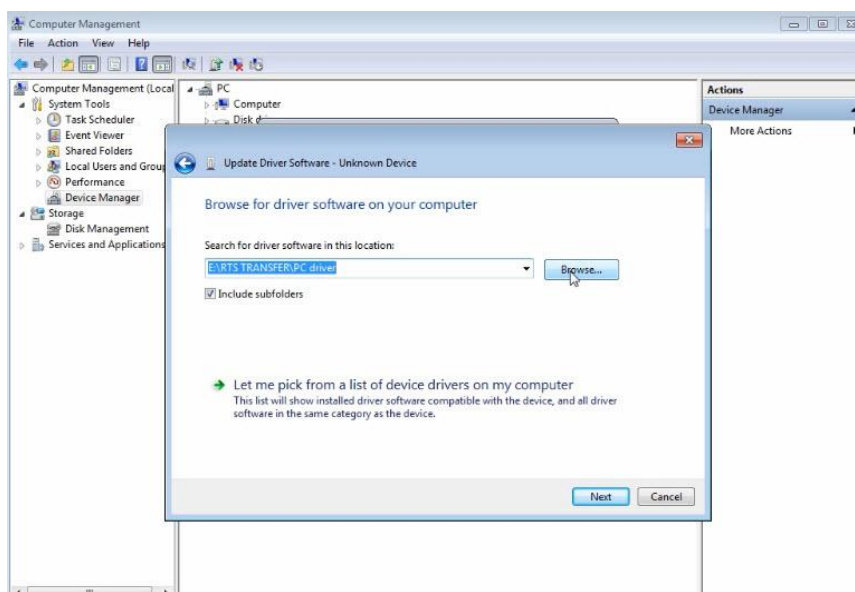 Computer Management
File Action View Help
Computer Management (Local
System Tools
Task Scheduler
Event Viewer
Shared Folders
Local Users and Group
Performance
Device Manager
Storage
Disk Management
Services and Applications
PC
Computer
Disk
Actions
Device Manager
More Actions
Update Driver Software - Unknown Device
Browse for driver software on your computer
Search for driver software in this location:
E:\RTS TRANSFER\PC driver
Browse...
Include subfolders
Let me pick from a list of device drivers on my computer
This list will show installed driver software compatible with the device, and all driver
software in the same category as the device.
Next Cancel